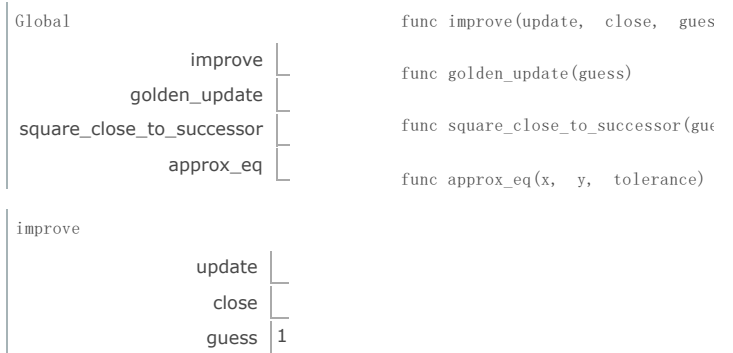 Global
improve
golden_update
square_close_to_successor
approx_eq
func improve(update, close, gues
func golden_update(guess)
func square_close_to_successor(gue
func approx_eq(x, y, tolerance)
improve
update
close
guess 1